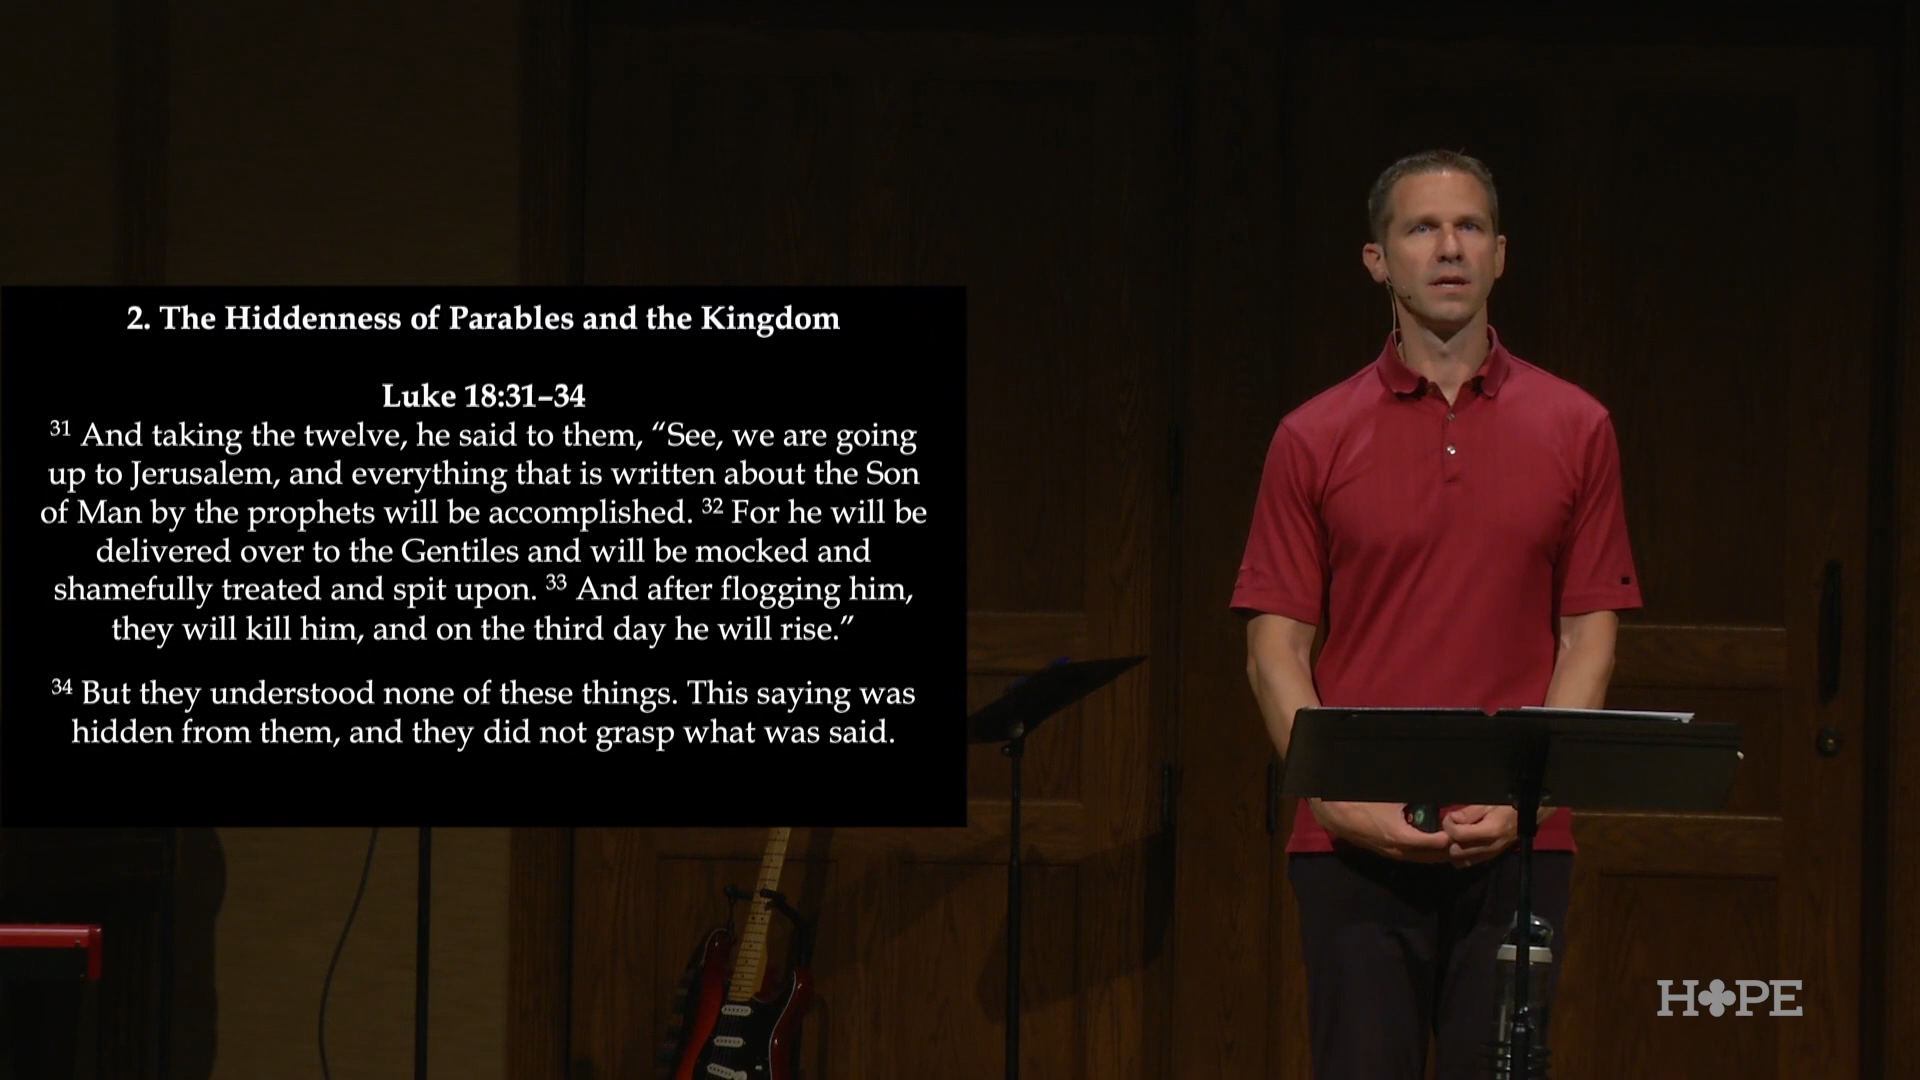 2. The Hiddenness of Parables and the Kingdom
Luke 18:31–34
31 And taking the twelve, he said to them, “See, we are going
up to Jerusalem, and everything that is written about the Son
of Man by the prophets will be accomplished. 32 For he will be
delivered over to the Gentiles and will be mocked and
shamefully treated and spit upon. 33 And after flogging him,
they will kill him, and on the third day he will rise.”
34 But they understood none of these things. This saying was
hidden from them, and they did not grasp what was said.
HOPE